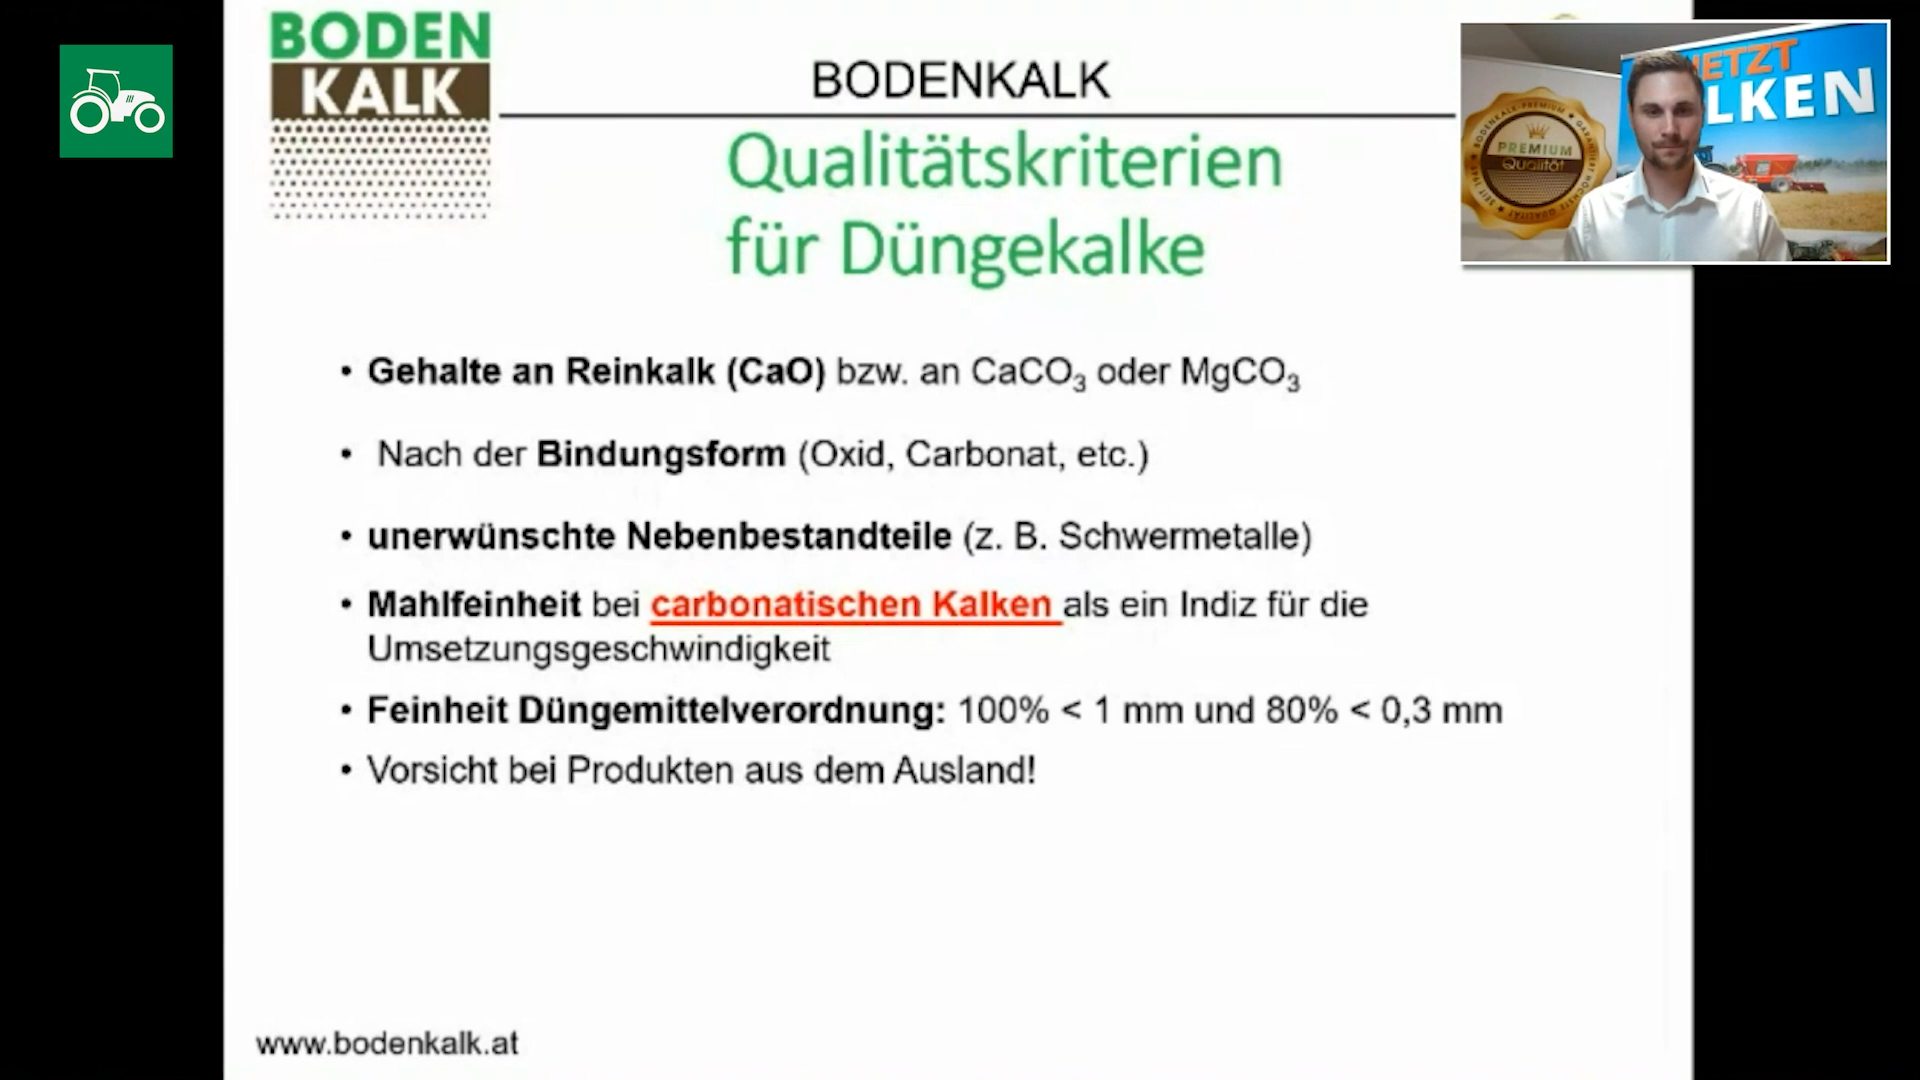 BODEN
KALK
BODENKALK
Qualitätskriterien
für Düngekalke
JETZT
LKEN
PREMIUM
Qualität
• Gehalte an Reinkalk (CaO) bzw. an CaCO₃ oder MgCO₃
• Nach der Bindungsform (Oxid, Carbonat, etc.)
• unerwünschte Nebenbestandteile (z. B. Schwermetalle)
• Mahlfeinheit bei carbonatischen Kalken als ein Indiz für die
Umsetzungsgeschwindigkeit
• Feinheit Düngemittelverordnung: 100% < 1 mm und 80% < 0,3 mm
• Vorsicht bei Produkten aus dem Ausland!
www.bodenkalk.at